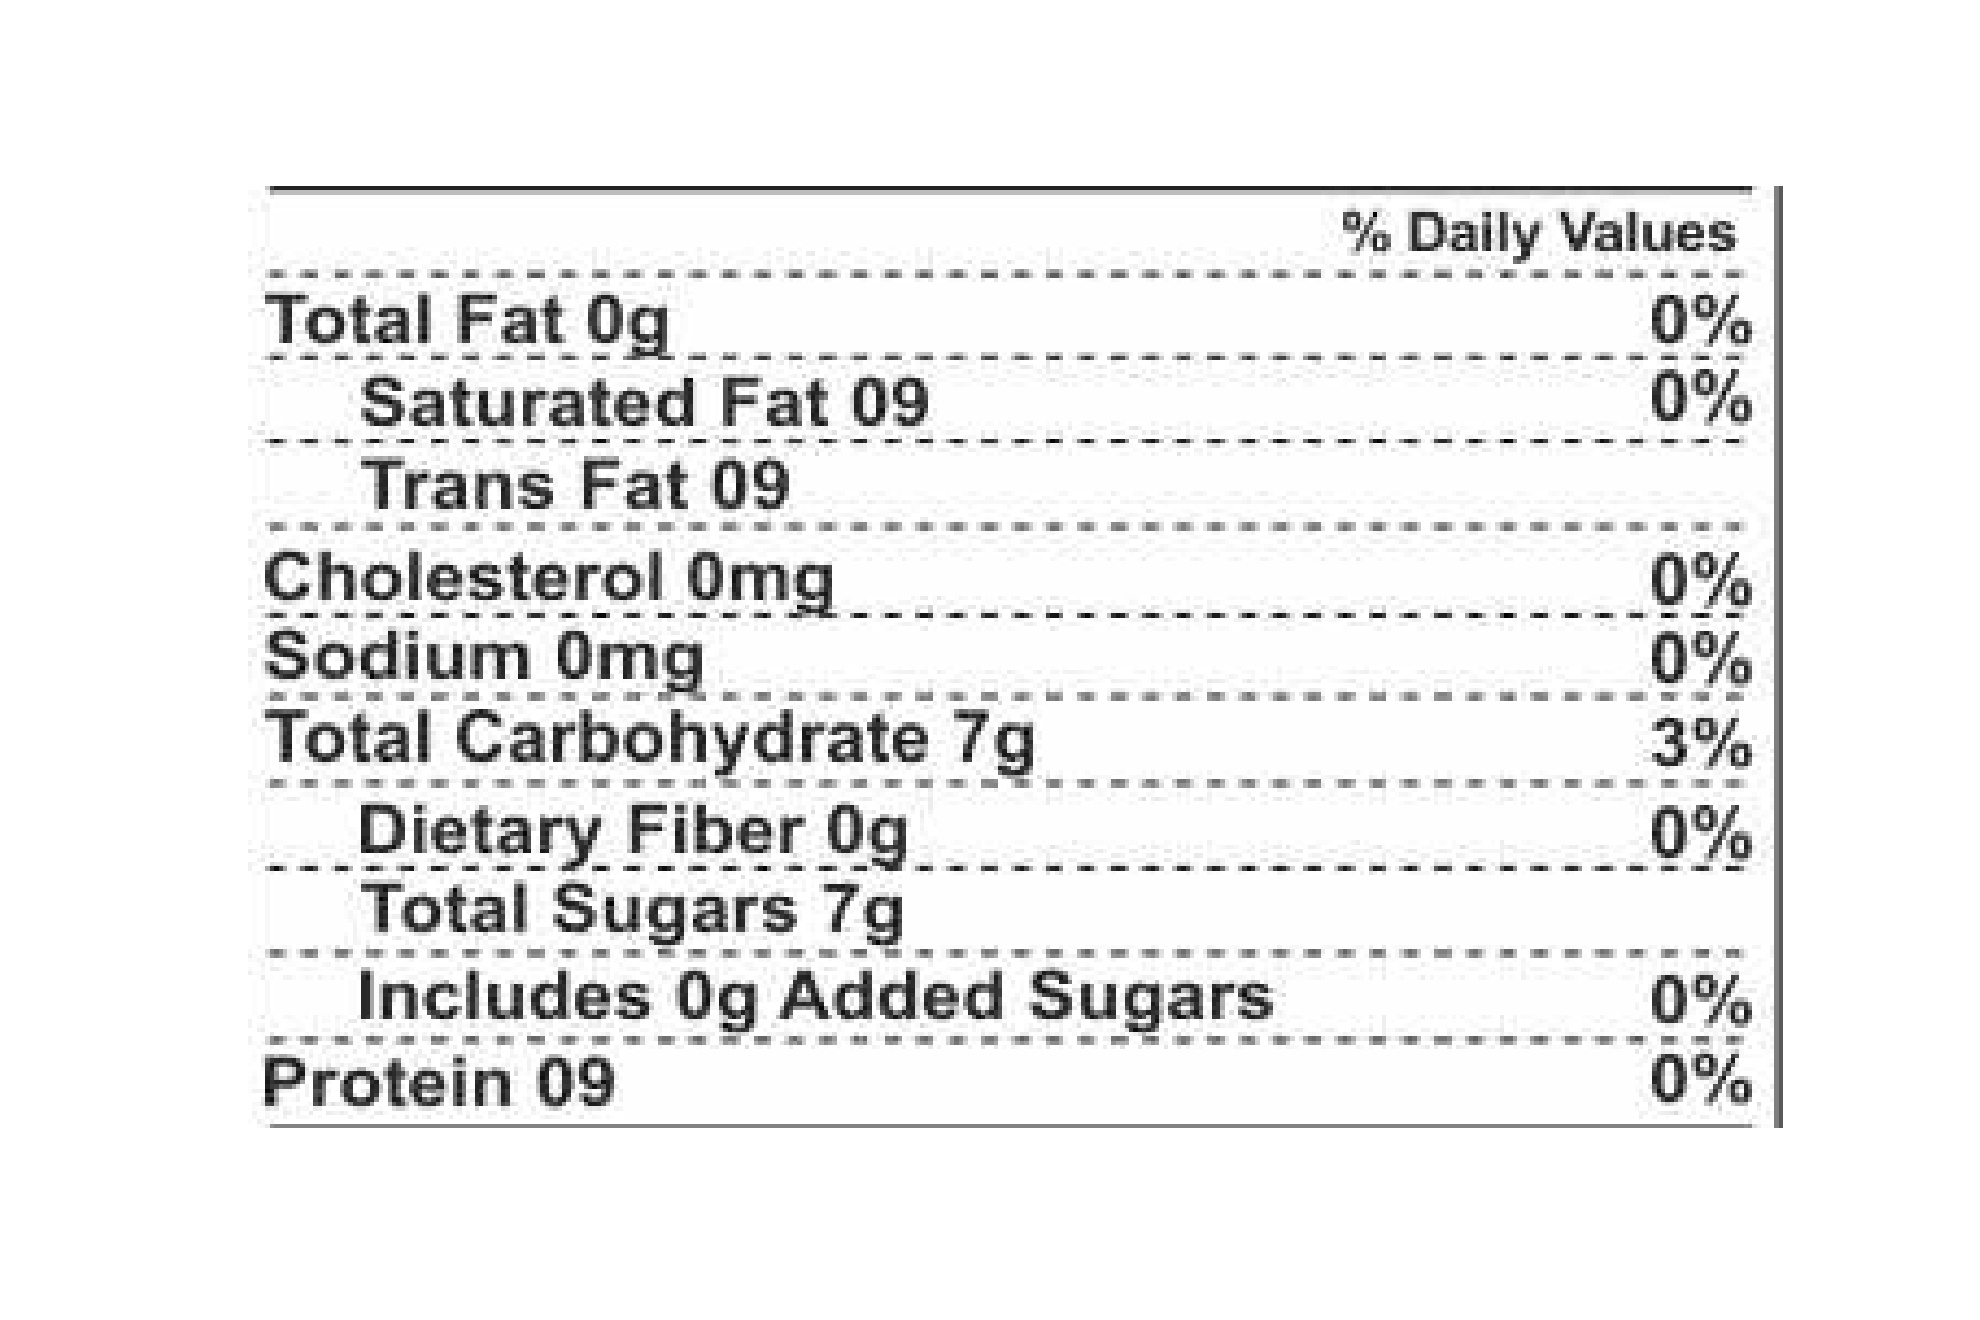 % Daily Values
Total Fat 0g 0%
Saturated Fat 09 0%
Trans Fat 09
Cholesterol 0mg 0%
Sodium 0mg 0%
Total Carbohydrate 7g 3%
Dietary Fiber 0g 0%
Total Sugars 7g
Includes 0g Added Sugars 0%
Protein 09 0%